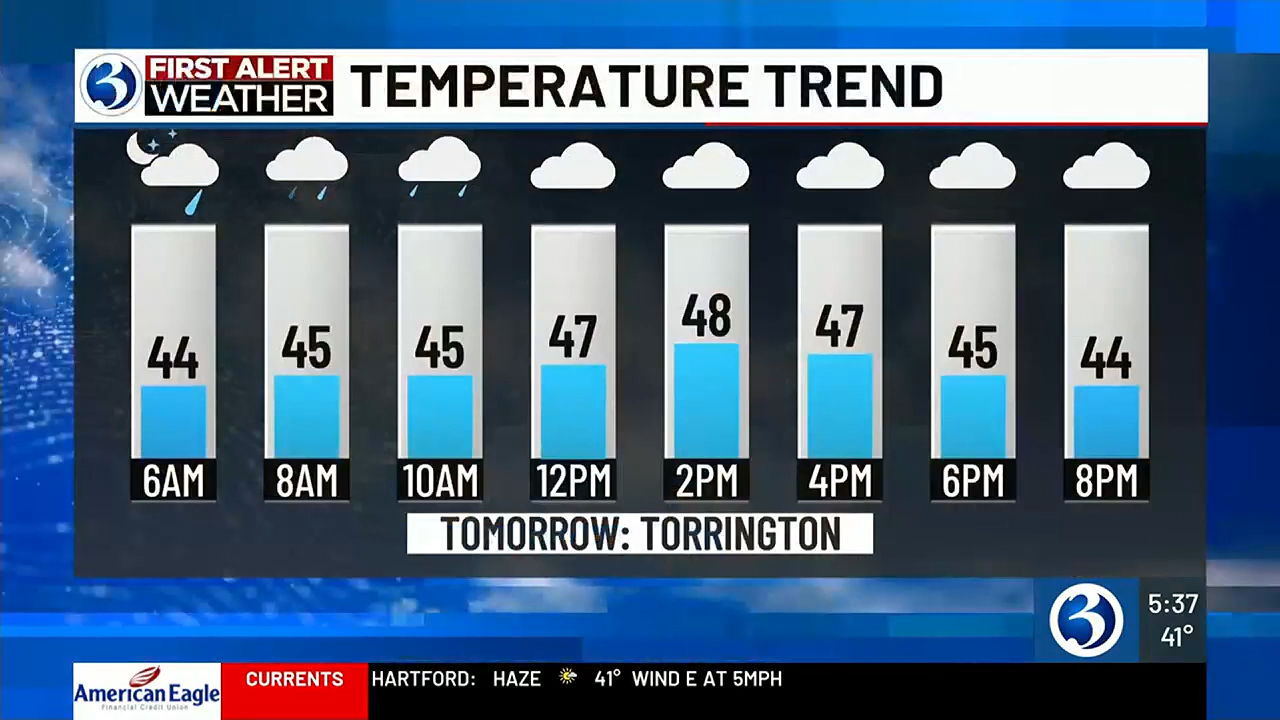 3 FIRST ALERT
WEATHER
TEMPERATURE TREND
44 45 45 47 48 47 45 44
6AM 8AM 10AM 12PM 2PM 4PM 6PM 8PM
TOMORROW: TORRINGTON
3
5:37
41°
American Eagle
Financial Credit Union
CURRENTS
HARTFORD: HAZE 41° WIND E AT 5MPH